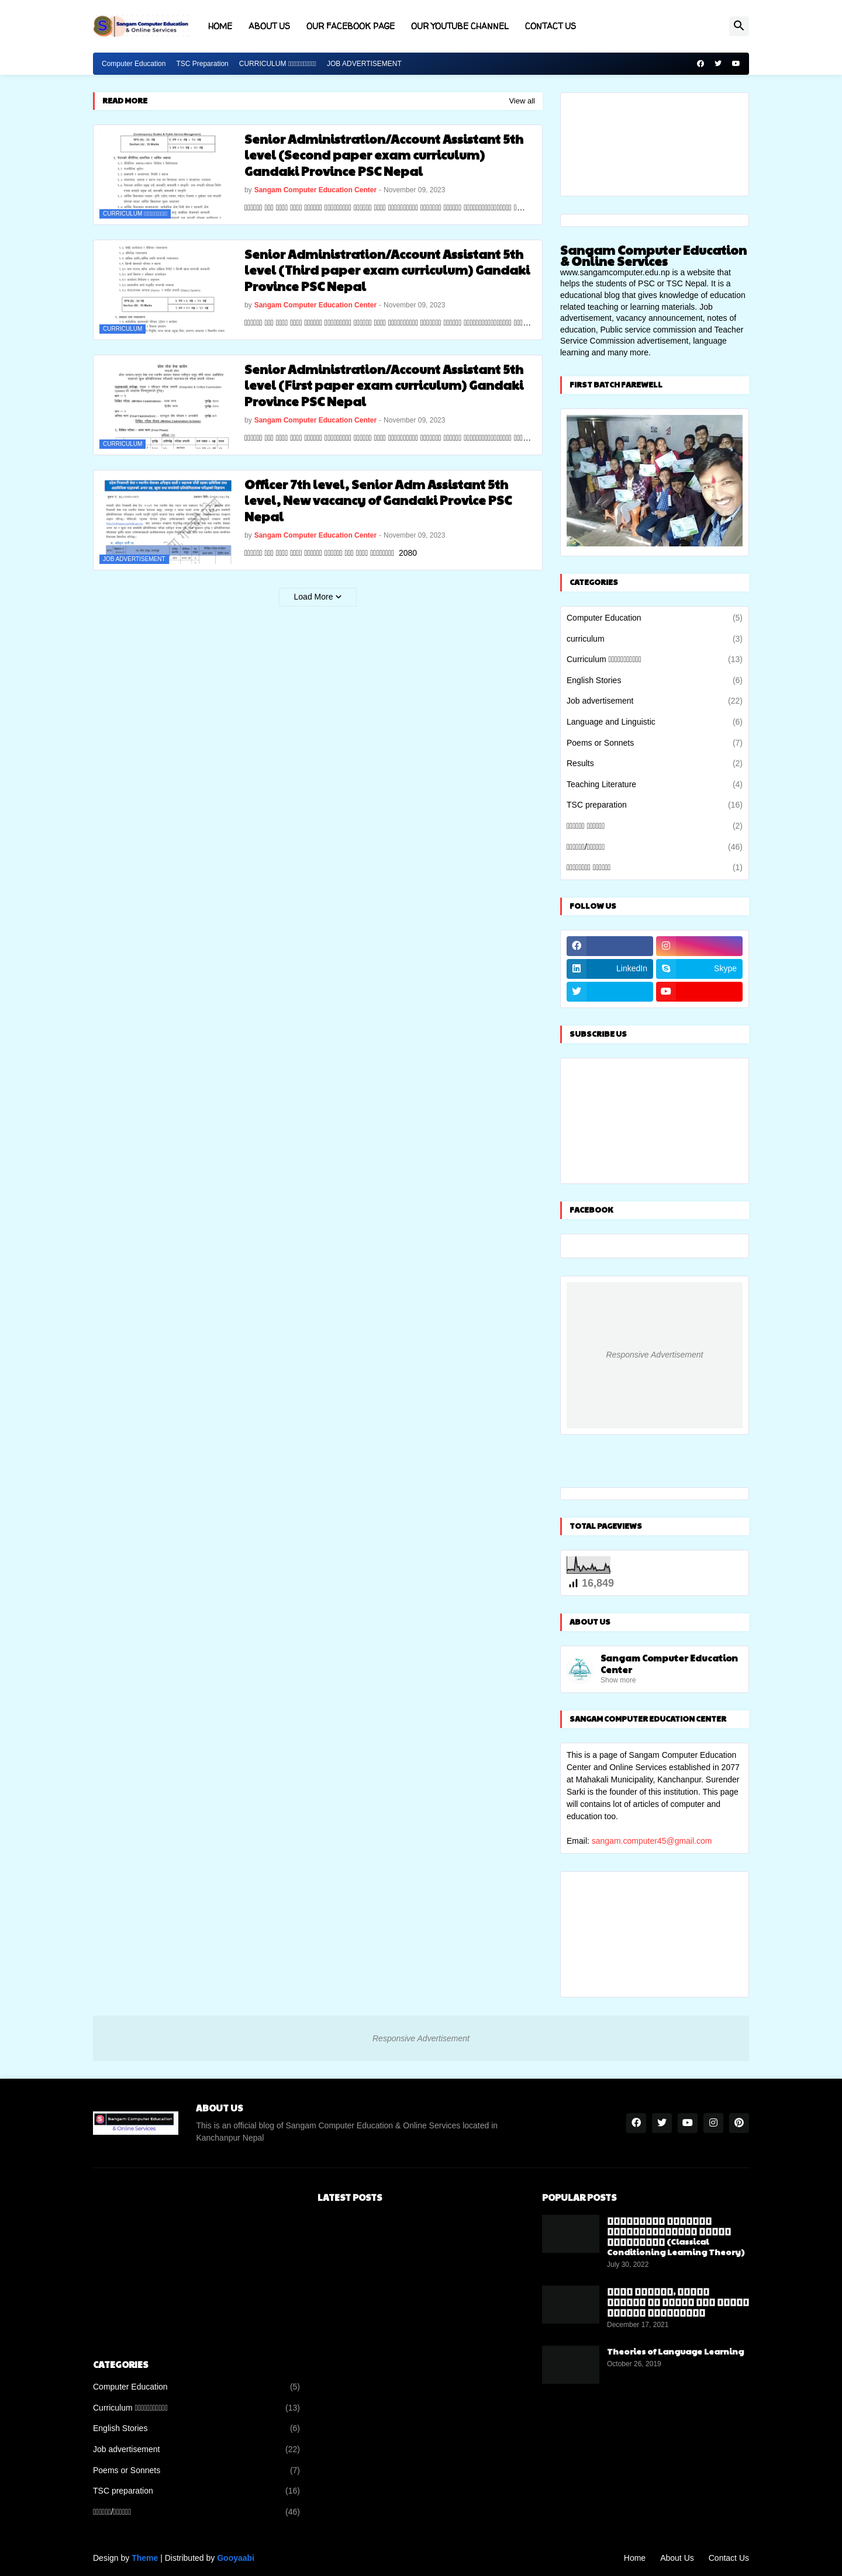 Sangam Computer Education
& Online Services
HOME ABOUT US OUR FACEBOOK PAGE OUR YOUTUBE CHANNEL CONTACT US
Computer Education TSC Preparation CURRICULUM JOB ADVERTISEMENT
READ MORE View all
Senior Administration/Account Assistant 5th
level (Second paper exam curriculum)
Gandaki Province PSC Nepal
by Sangam Computer Education Center - November 09, 2023
CURRICULUM
Senior Administration/Account Assistant 5th
level (Third paper exam curriculum) Gandaki
Province PSC Nepal
by Sangam Computer Education Center - November 09, 2023
CURRICULUM
Senior Administration/Account Assistant 5th
level (First paper exam curriculum) Gandaki
Province PSC Nepal
by Sangam Computer Education Center - November 09, 2023
CURRICULUM
Officer 7th level, Senior Adm Assistant 5th
level, New vacancy of Gandaki Provice PSC
Nepal
by Sangam Computer Education Center - November 09, 2023
2080
JOB ADVERTISEMENT
Load More
Sangam Computer Education
& Online Services
www.sangamcomputer.edu.np is a website that
helps the students of PSC or TSC Nepal. It is a
educational blog that gives knowledge of education
related teaching or learning materials. Job
advertisement, vacancy announcement, notes of
education, Public service commission and Teacher
Service Commission advertisement, language
learning and many more.
FIRST BATCH FAREWELL
CATEGORIES
Computer Education (5)
curriculum (3)
Curriculum (13)
English Stories (6)
Job advertisement (22)
Language and Linguistic (6)
Poems or Sonnets (7)
Results (2)
Teaching Literature (4)
TSC preparation (16)
(2)
/ (46)
(1)
FOLLOW US
LinkedIn Skype
SUBSCRIBE US
FACEBOOK
Responsive Advertisement
TOTAL PAGEVIEWS
16,849
ABOUT US
Sangam Computer Education
Center
Show more
SANGAM COMPUTER EDUCATION CENTER
This is a page of Sangam Computer Education
Center and Online Services established in 2077
at Mahakali Municipality, Kanchanpur. Surender
Sarki is the founder of this institution. This page
will contains lot of articles of computer and
education too.
Email: sangam.computer45@gmail.com
Responsive Advertisement
Sangam Computer Education
& Online Services
ABOUT US
This is an official blog of Sangam Computer Education & Online Services located in
Kanchanpur Nepal
LATEST POSTS
POPULAR POSTS
(Classical
Conditioning Learning Theory)
July 30, 2022
December 17, 2021
Theories of Language Learning
October 26, 2019
CATEGORIES
Computer Education (5)
Curriculum (13)
English Stories (6)
Job advertisement (22)
Poems or Sonnets (7)
TSC preparation (16)
/ (46)
Design by Theme | Distributed by Gooyaabi
Home About Us Contact Us